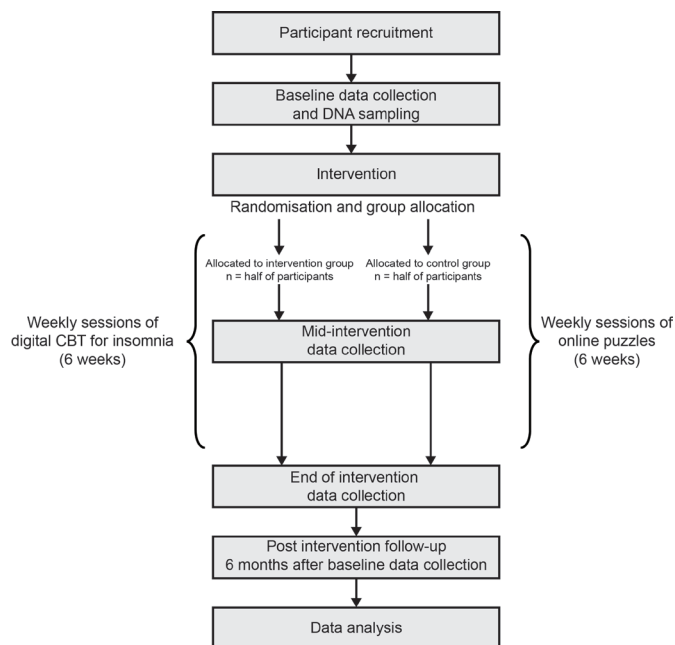 Participant recruitment
Baseline data collection
and DNA sampling
Intervention
Randomisation and group allocation
Allocated to intervention group
n = half of participants
Allocated to control group
n = half of participants
Weekly sessions of
digital CBT for insomnia
(6 weeks)
Mid-intervention
data collection
Weekly sessions of
online puzzles
(6 weeks)
End of intervention
data collection
Post intervention follow-up
6 months after baseline data collection
Data analysis